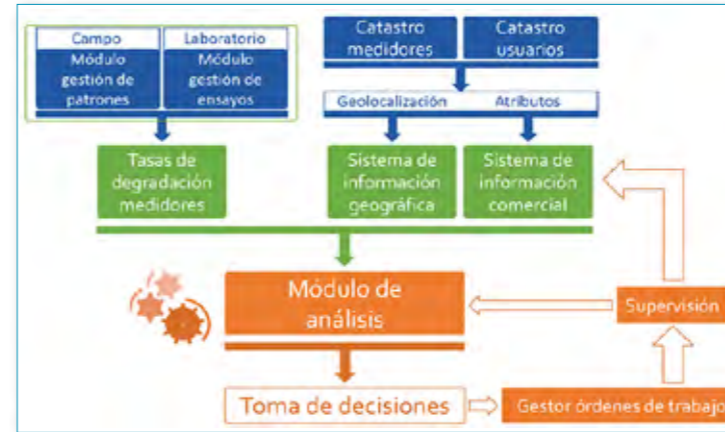 Campo
Laboratorio
Módulo
gestión de
patrones
Módulo
gestión de
ensayos
Catastro
medidores
Catastro
usuarios
Geolocalización
Atributos
Tasas de
degradación
medidores
Sistema de
información
geográfica
Sistema de
información
comercial
Módulo de
análisis
Supervisión
Toma de decisiones
Gestor órdenes de trabajo